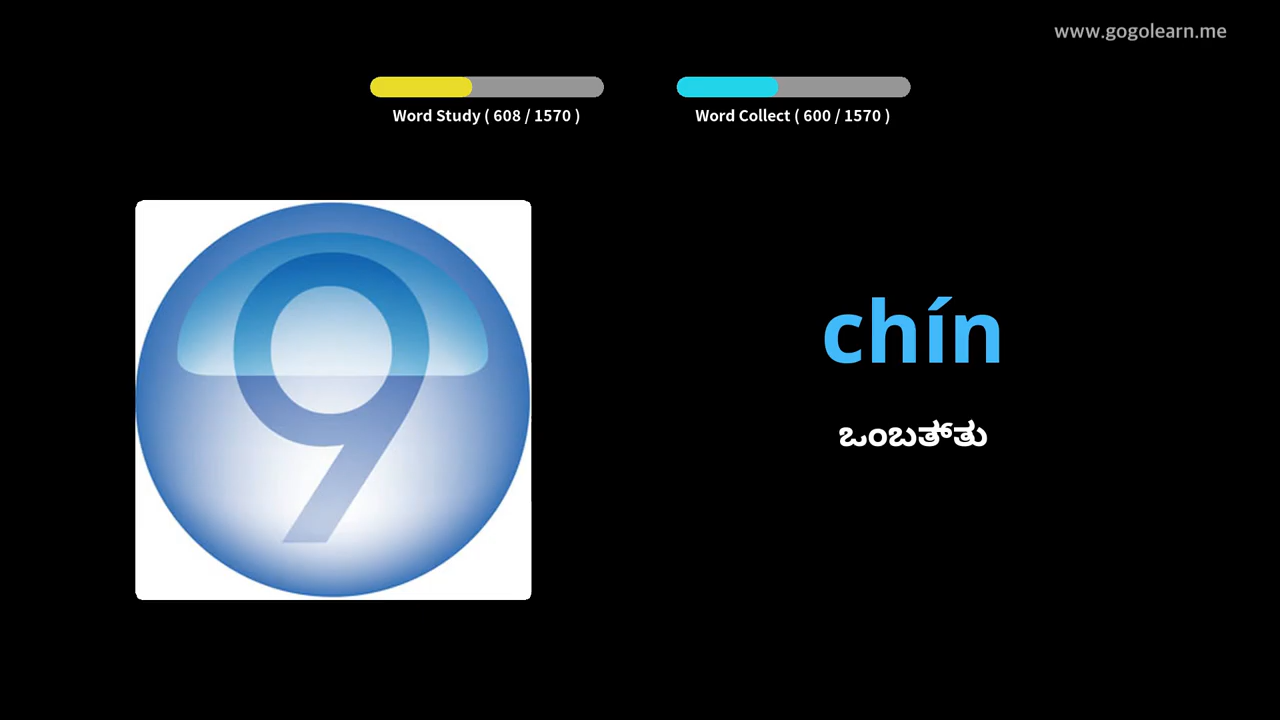 www.gogolearn.me
Word Study ( 608 / 1570 )
Word Collect ( 600 / 1570 )
9
chín
ಒಂಬತ್ತು